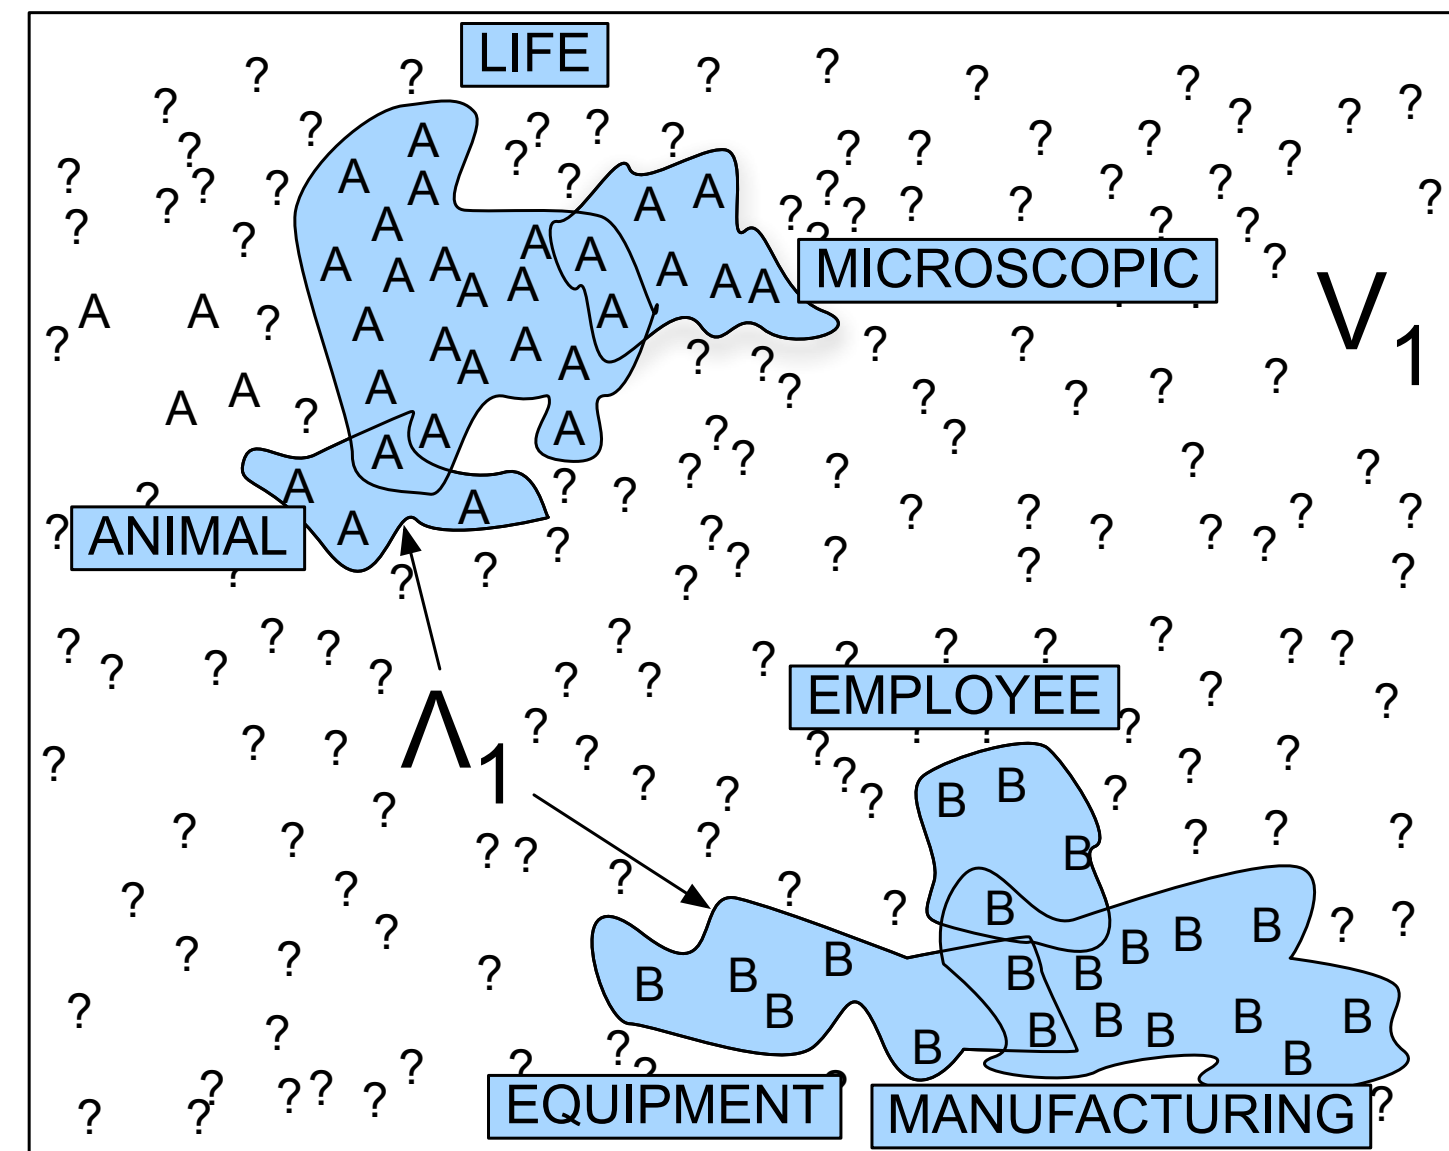 LIFE
MICROSCOPIC
V1
ANIMAL
Λ1
EMPLOYEE
EQUIPMENT
MANUFACTURING
A A A A A A A A A A A A A A A A A A A A A A A A A A A A A A A A A A
B B B B B B B B B B B B B B B B B B B B
? ? ? ? ? ? ? ? ? ? ? ? ? ? ? ? ? ? ? ?